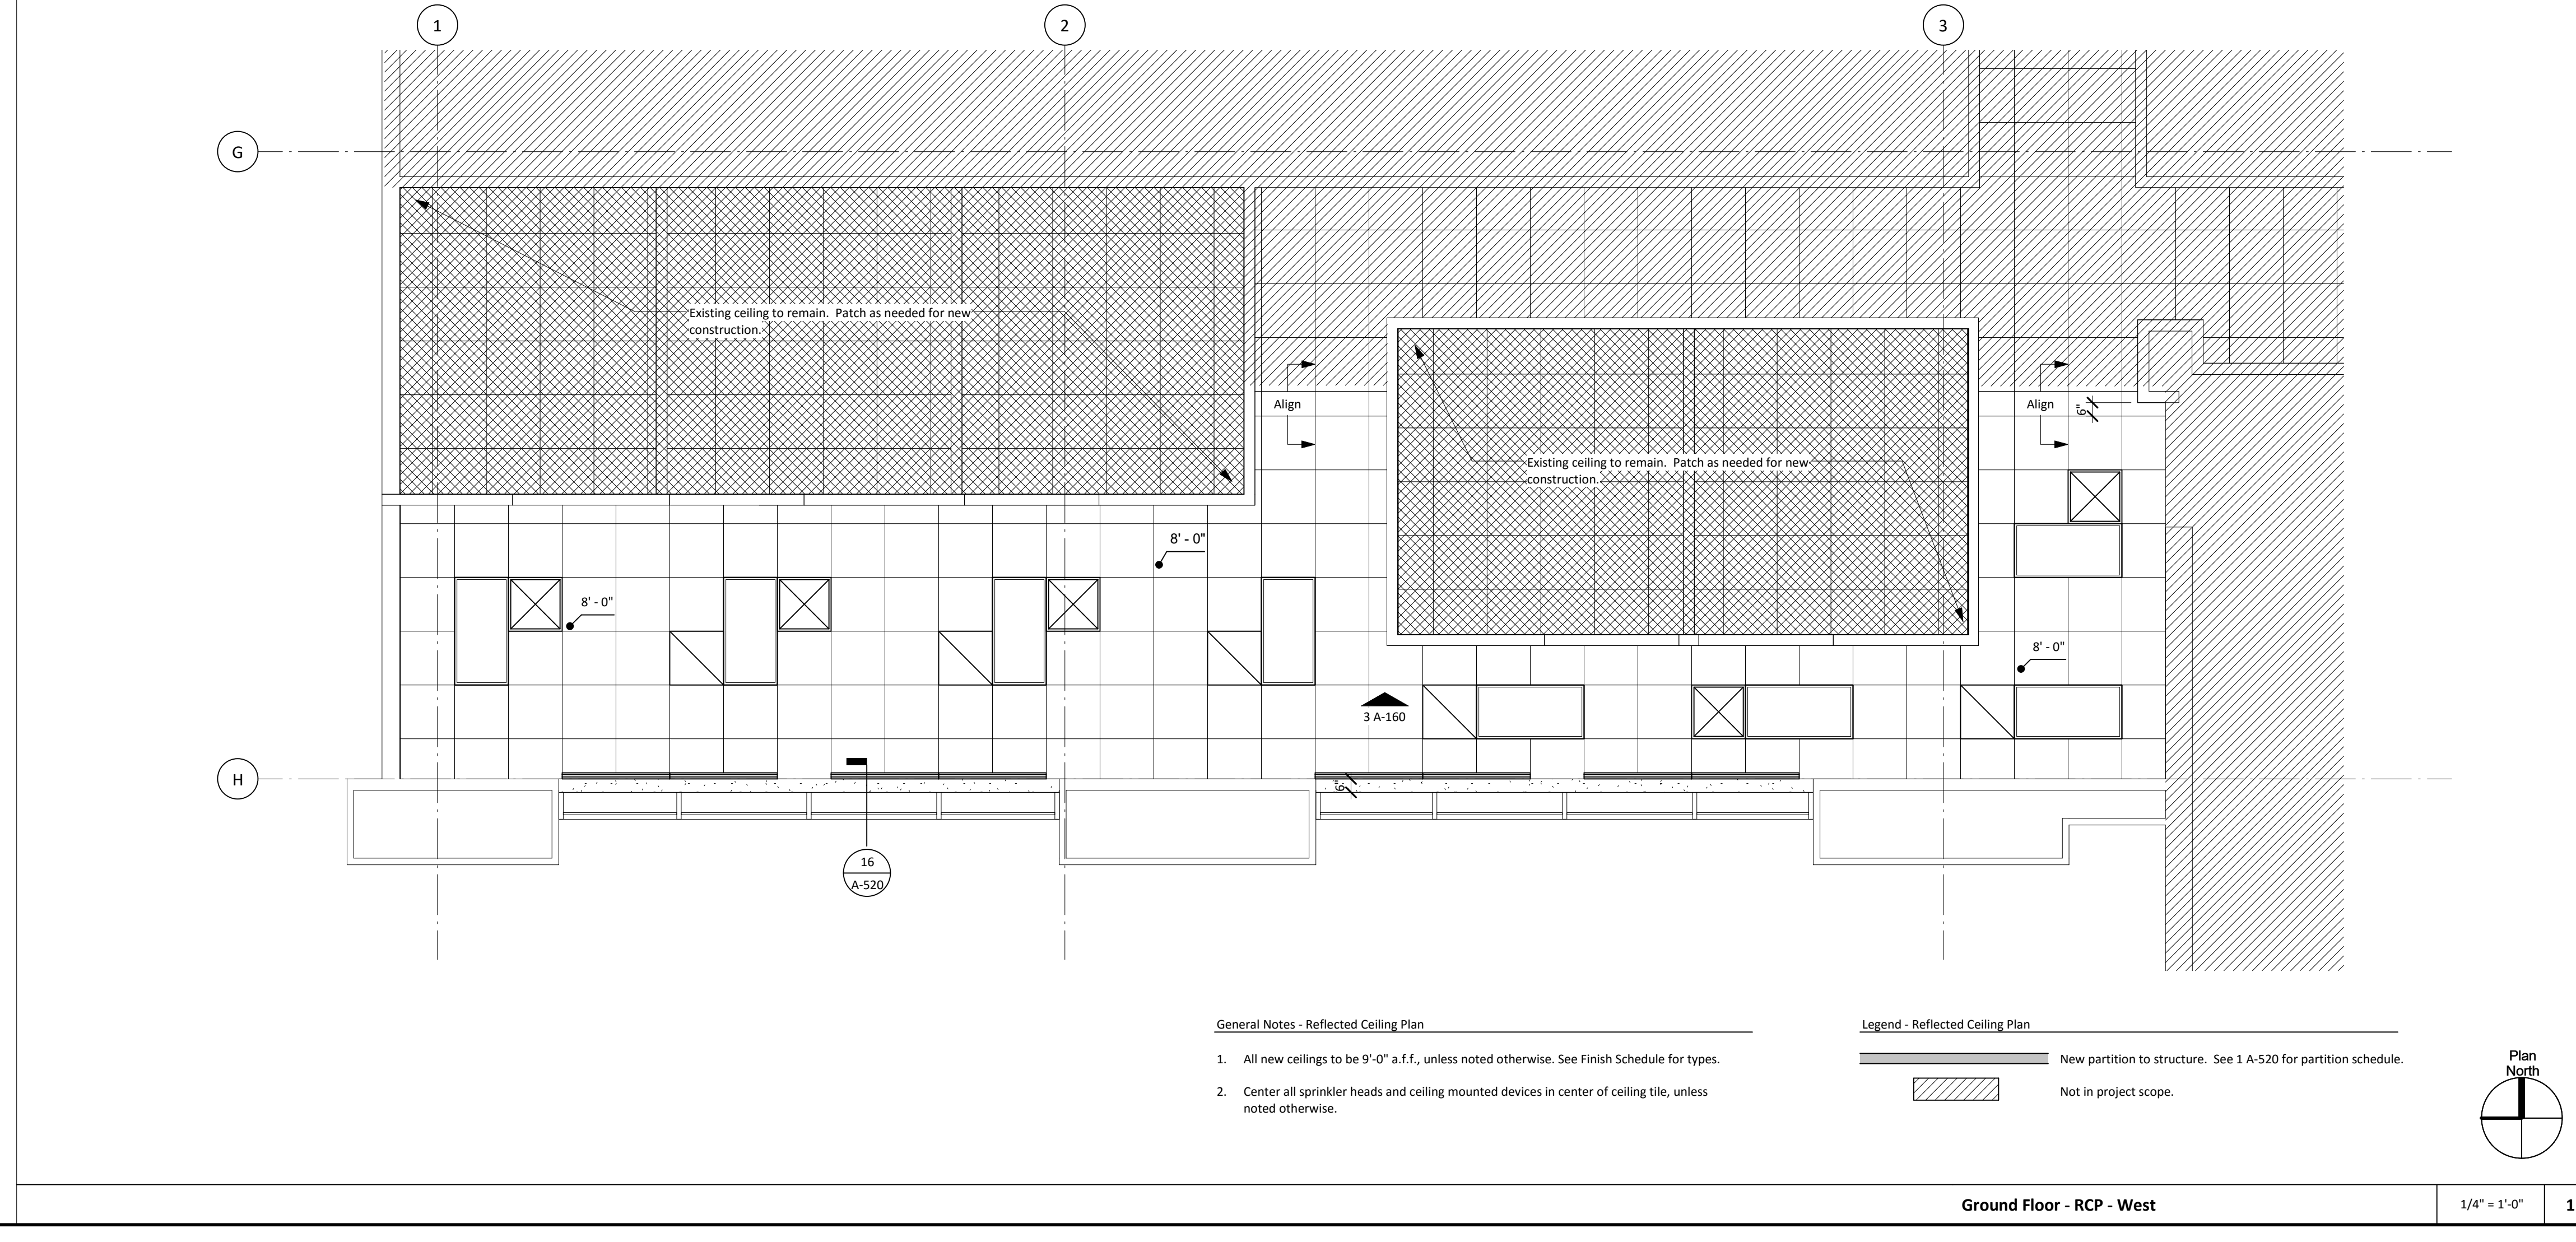 1
2
3
G
Existing ceiling to remain.  Patch as needed for new
construction.
Align
Align
6"
Existing ceiling to remain.  Patch as needed for new
construction.
8' - 0"
8' - 0"
8' - 0"
3 A-160
H
6"
16
A-520
General Notes - Reflected Ceiling Plan
1. All new ceilings to be 9'-0" a.f.f., unless noted otherwise. See Finish Schedule for types.
2. Center all sprinkler heads and ceiling mounted devices in center of ceiling tile, unless
noted otherwise.
Legend - Reflected Ceiling Plan
New partition to structure.  See 1 A-520 for partition schedule.
Not in project scope.
Plan
North
Ground Floor - RCP - West
1/4" = 1'-0"
1